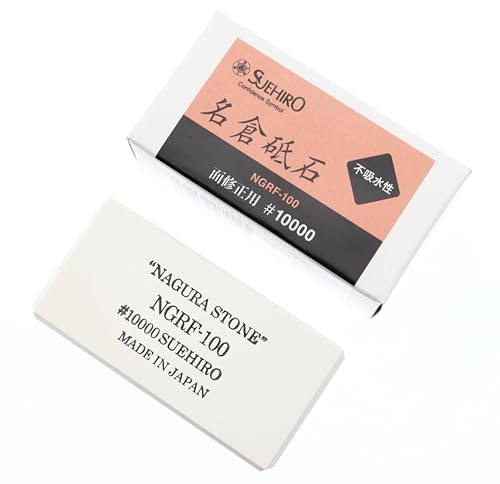 SUEHIRO
Confidence Symbol
名倉砥石
不吸水性
NGRF-100
面修正用 #10000
“NAGURA STONE”
NGRF-100
#10000 SUEHIRO
MADE IN JAPAN